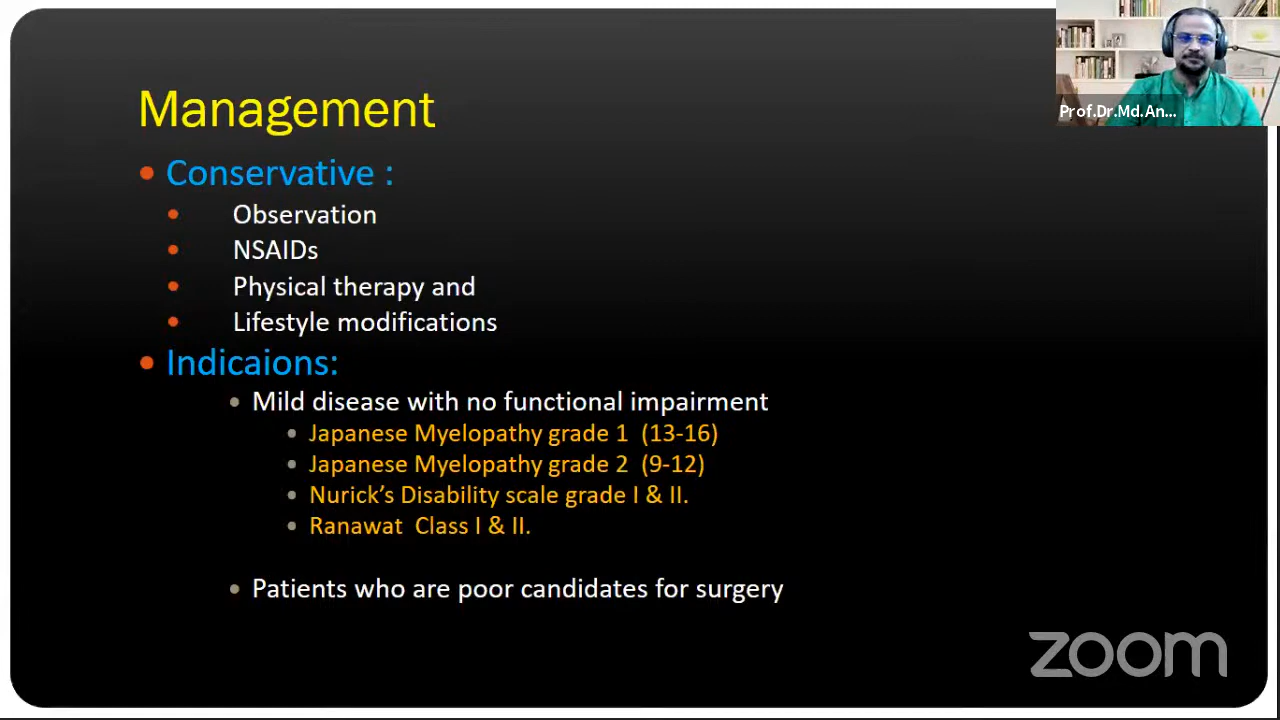 Prof.Dr.Md.An...
Management
Conservative :
Observation
NSAIDs
Physical therapy and
Lifestyle modifications
Indicaions:
Mild disease with no functional impairment
Japanese Myelopathy grade 1 (13-16)
Japanese Myelopathy grade 2 (9-12)
Nurick’s Disability scale grade I & II.
Ranawat Class I & II.
Patients who are poor candidates for surgery
zoom